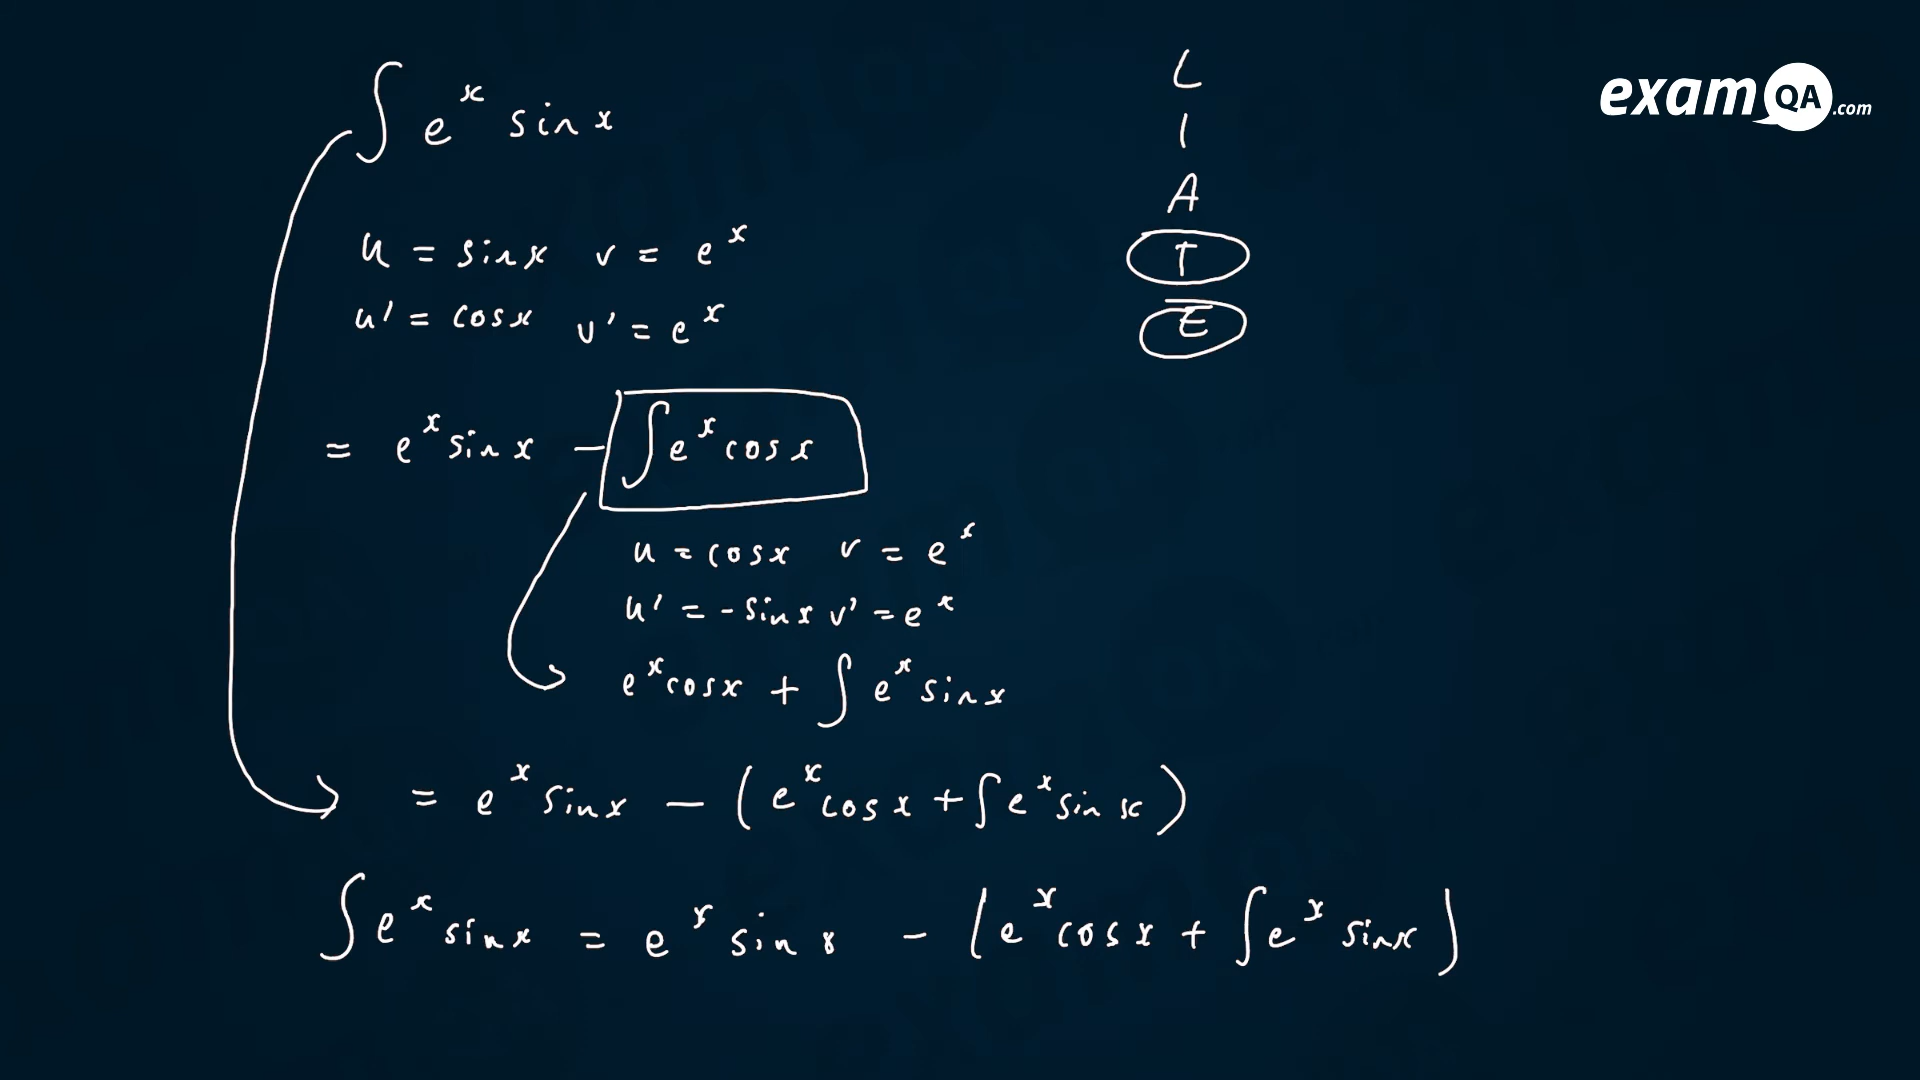 ∫ e^x sin x
u = sin x v = e^x
u' = cos x v' = e^x
= e^x sin x - ∫ e^x cos x
u = cos x v = e^x
u' = - sin x v' = e^x
e^x cos x + ∫ e^x sin x
= e^x sin x - ( e^x cos x + ∫ e^x sin x )
∫ e^x sin x = e^x sin x - ( e^x cos x + ∫ e^x sin x )
L
I
A
T
E
examQA.com